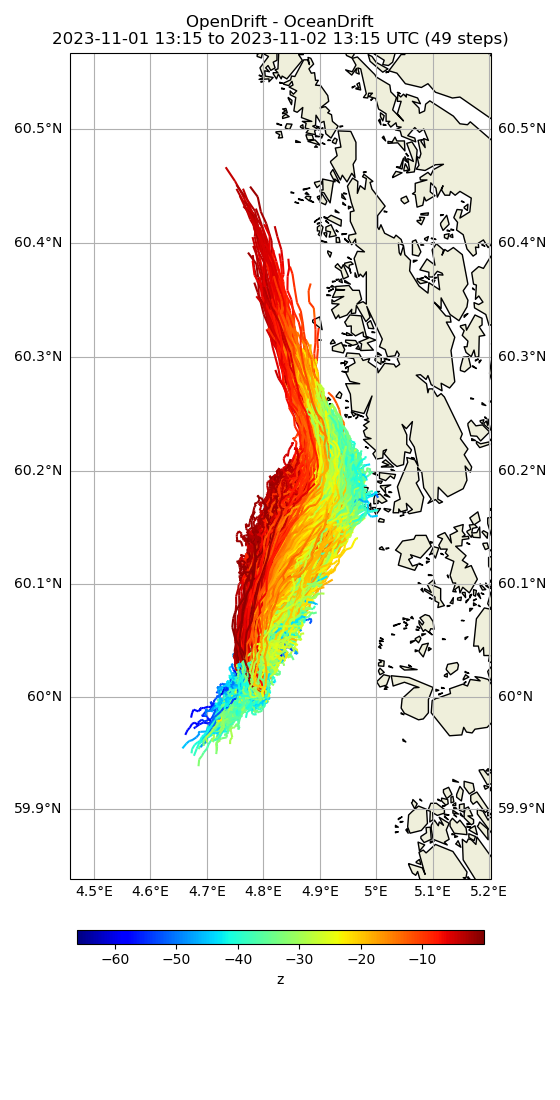 OpenDrift - OceanDrift
2023-11-01 13:15 to 2023-11-02 13:15 UTC (49 steps)
60.5°N 60.5°N
60.4°N 60.4°N
60.3°N 60.3°N
60.2°N 60.2°N
60.1°N 60.1°N
60°N 60°N
59.9°N 59.9°N
4.5°E 4.6°E 4.7°E 4.8°E 4.9°E 5°E 5.1°E 5.2°E
−60 −50 −40 −30 −20 −10
z